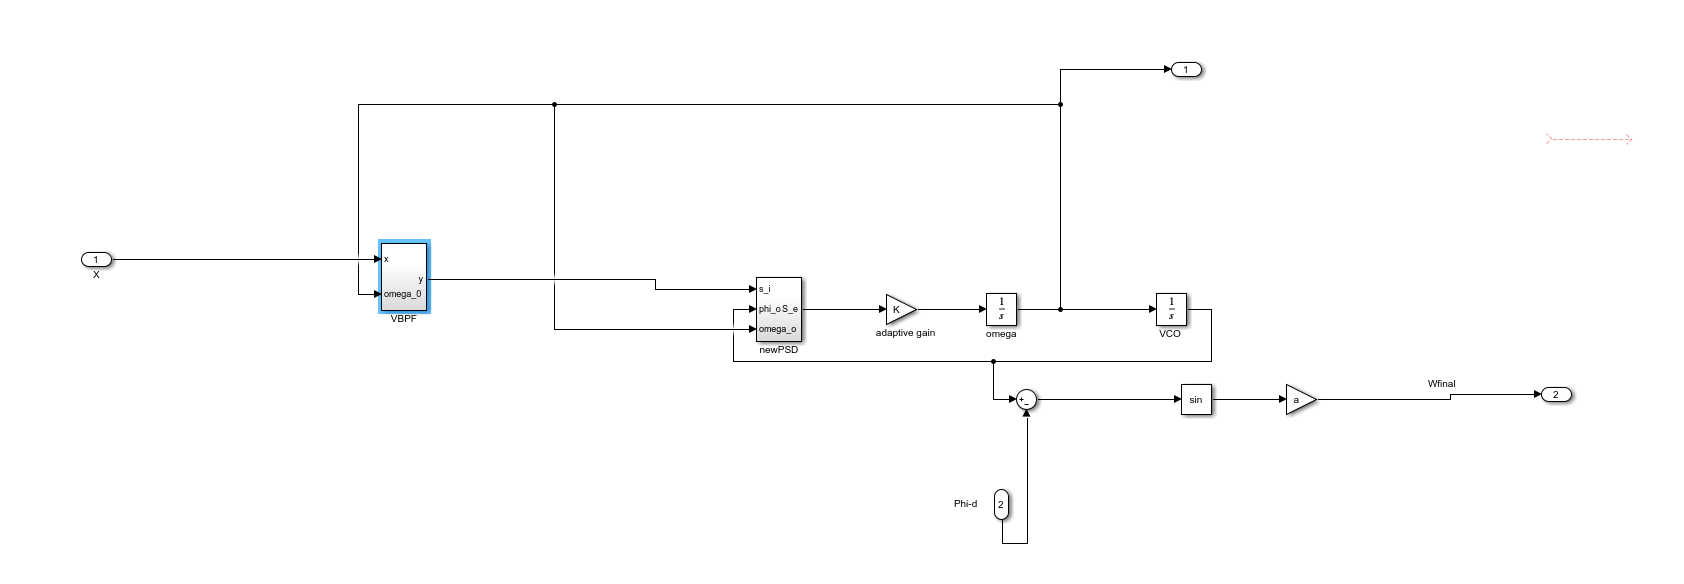 1
1
X
x
y
omega_0
VBPF
s_i
phi_o S_e
omega_o
newPSD
K
adaptive gain
1
s
omega
1
s
VCO
+
-
sin
a
Wfinal
2
Phi-d
2